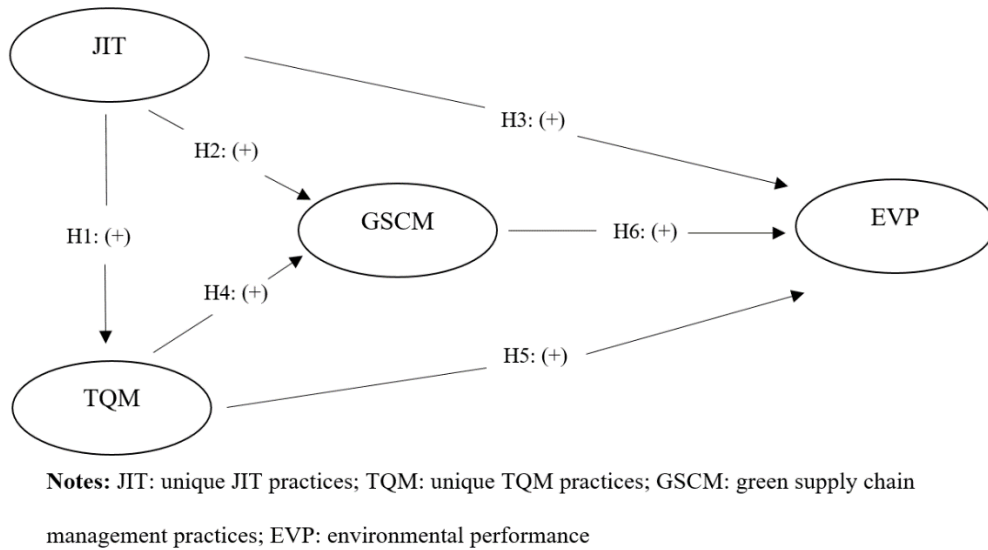 JIT
H3: (+)
H2: (+)
GSCM
EVP
H1: (+)
H6: (+)
H4: (+)
H5: (+)
TQM
Notes: JIT: unique JIT practices; TQM: unique TQM practices; GSCM: green supply chain
management practices; EVP: environmental performance